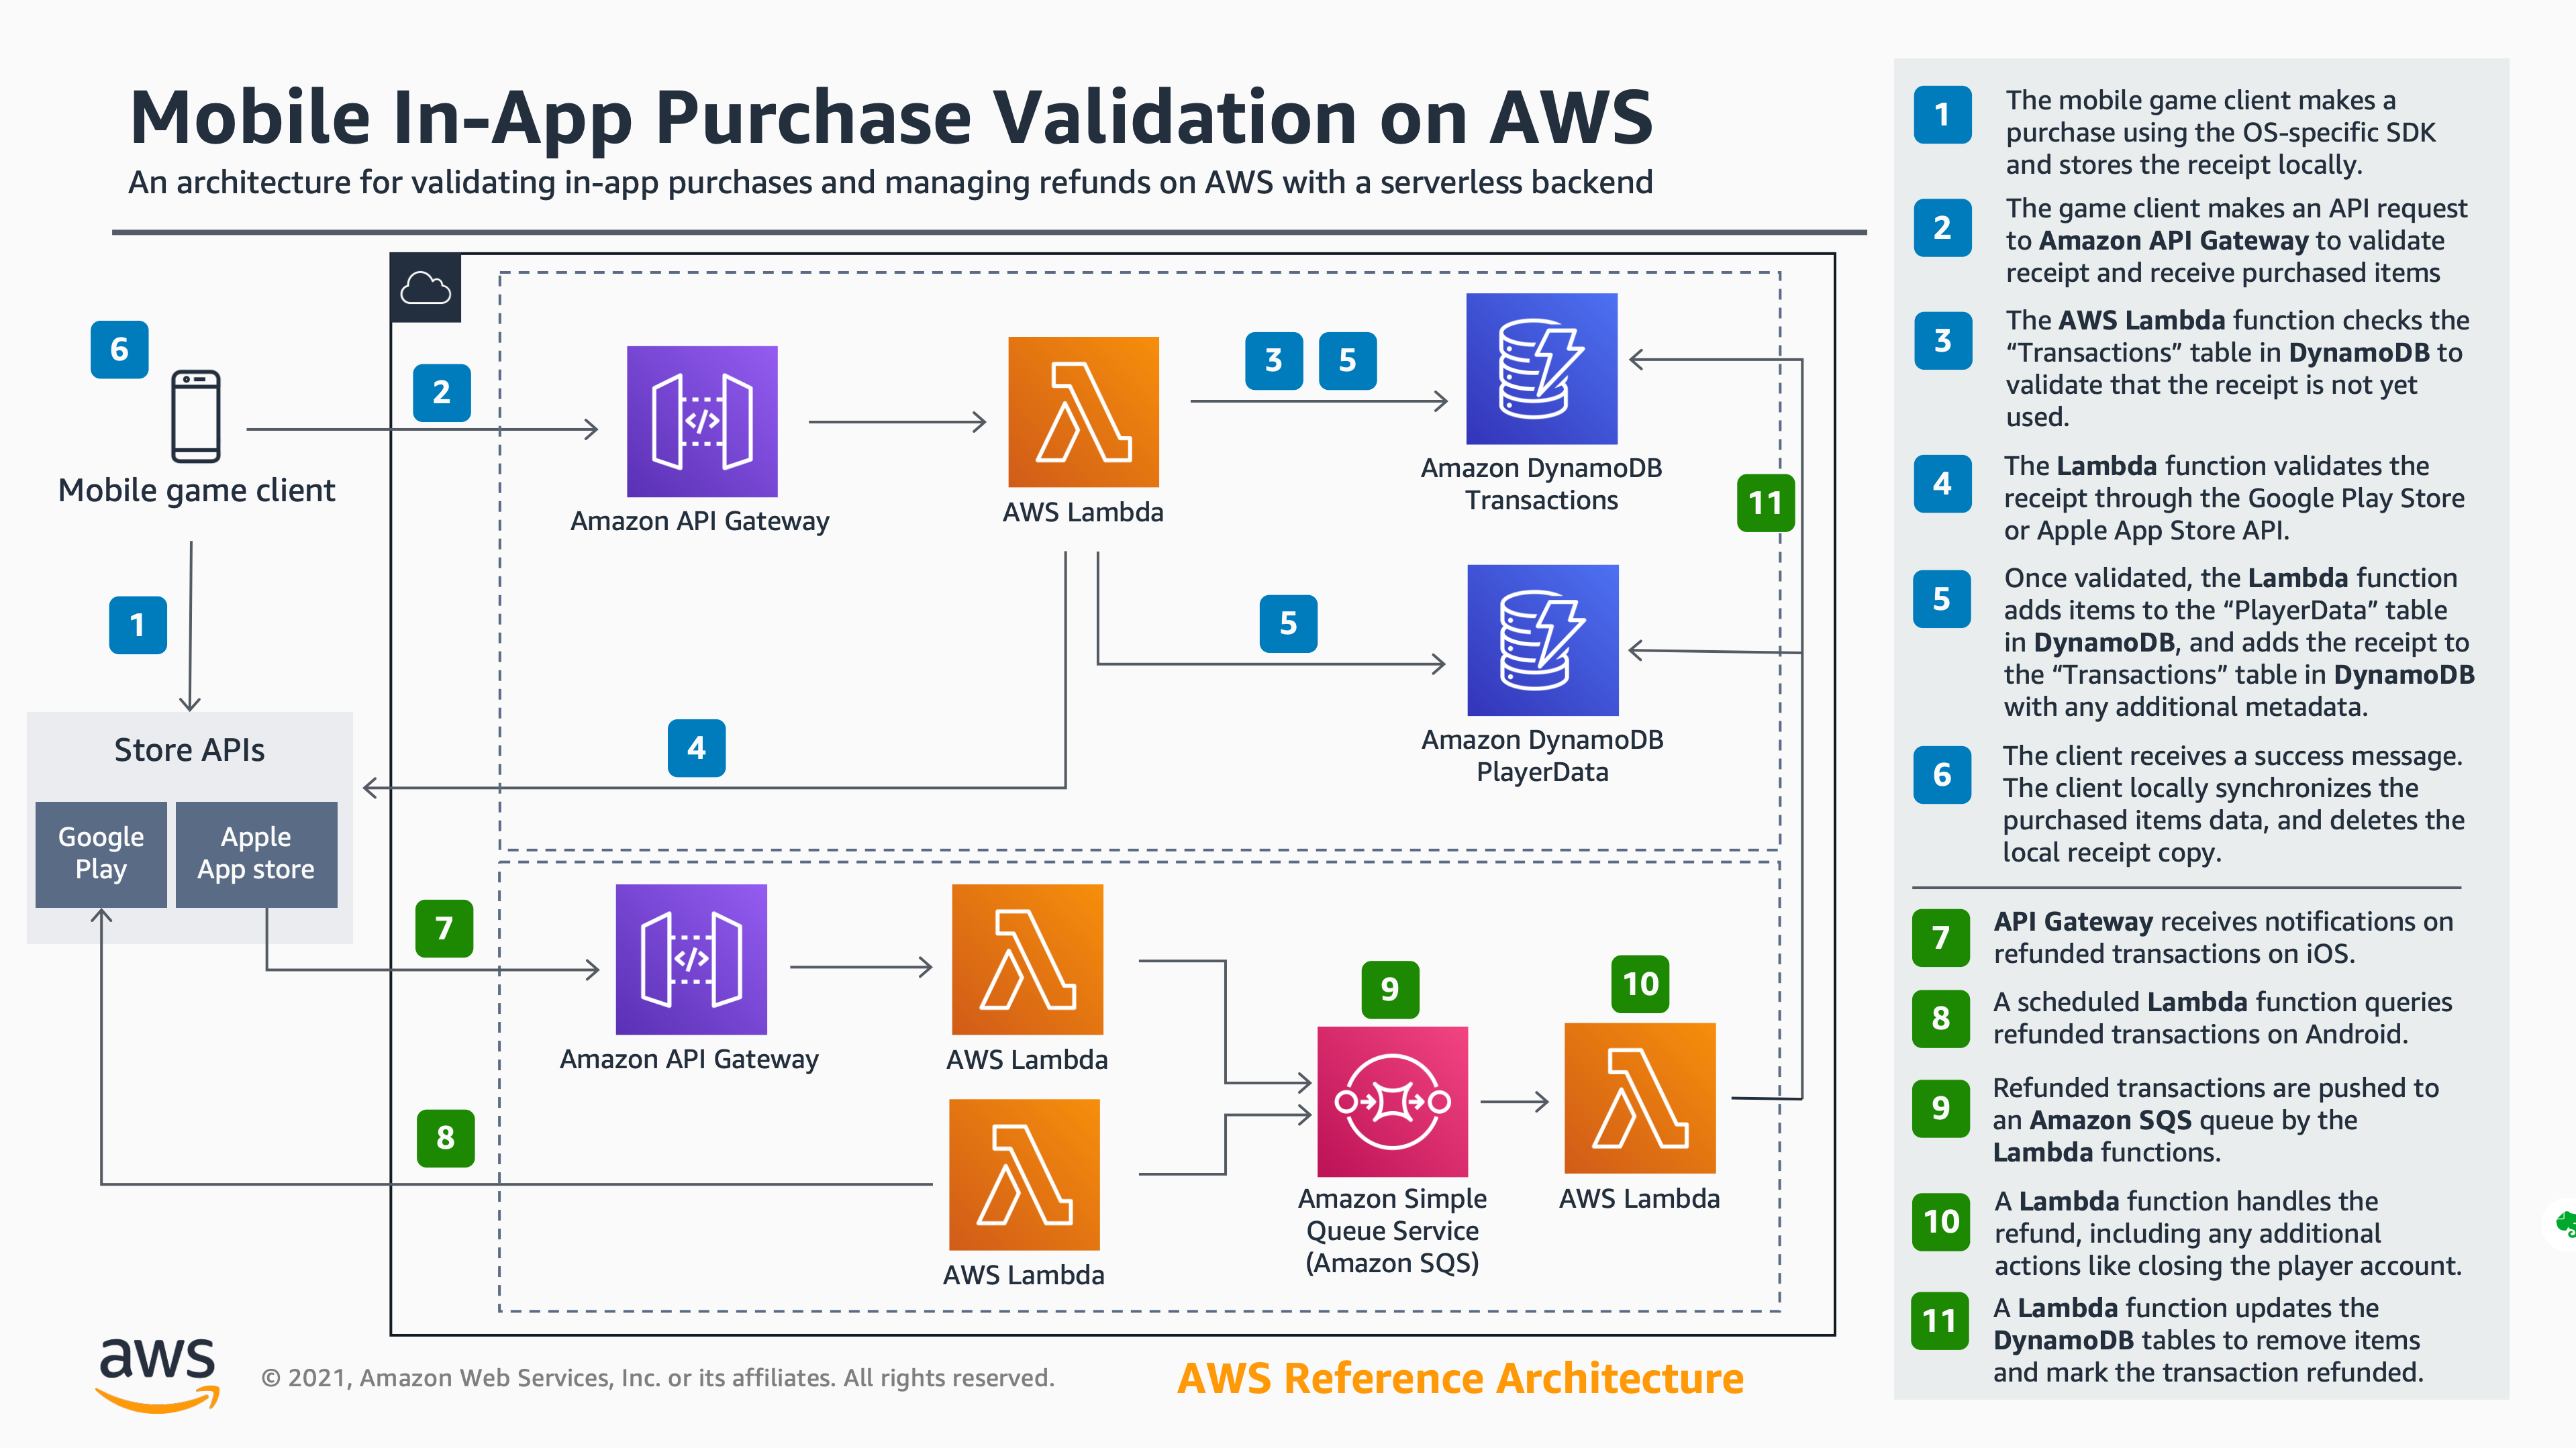 Mobile In-App Purchase Validation on AWS
An architecture for validating in-app purchases and managing refunds on AWS with a serverless backend
6
Mobile game client
2
Amazon API Gateway
AWS Lambda
3
5
Amazon DynamoDB
Transactions
11
1
5
Amazon DynamoDB
PlayerData
4
Store APIs
Google
Play
Apple
App store
7
Amazon API Gateway
AWS Lambda
8
AWS Lambda
9
Amazon Simple
Queue Service
(Amazon SQS)
10
AWS Lambda
aws
© 2021, Amazon Web Services, Inc. or its affiliates. All rights reserved.
AWS Reference Architecture
1
The mobile game client makes a
purchase using the OS-specific SDK
and stores the receipt locally.
2
The game client makes an API request
to Amazon API Gateway to validate
receipt and receive purchased items
3
The AWS Lambda function checks the
“Transactions” table in DynamoDB to
validate that the receipt is not yet
used.
4
The Lambda function validates the
receipt through the Google Play Store
or Apple App Store API.
5
Once validated, the Lambda function
adds items to the “PlayerData” table
in DynamoDB, and adds the receipt to
the “Transactions” table in DynamoDB
with any additional metadata.
6
The client receives a success message.
The client locally synchronizes the
purchased items data, and deletes the
local receipt copy.
7
API Gateway receives notifications on
refunded transactions on iOS.
8
A scheduled Lambda function queries
refunded transactions on Android.
9
Refunded transactions are pushed to
an Amazon SQS queue by the
Lambda functions.
10
A Lambda function handles the
refund, including any additional
actions like closing the player account.
11
A Lambda function updates the
DynamoDB tables to remove items
and mark the transaction refunded.